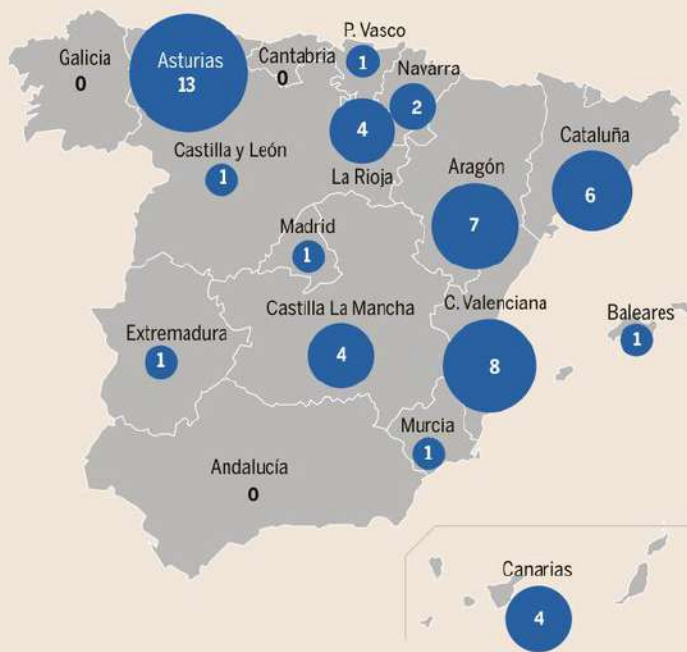 P. Vasco
1
Galicia
0
Asturias
13
Cantabria
0
Navarra
2
4
La Rioja
Castilla y León
1
Aragón
7
Cataluña
6
Madrid
1
Castilla La Mancha
4
C. Valenciana
8
Baleares
1
Extremadura
1
Murcia
1
Andalucía
0
Canarias
4